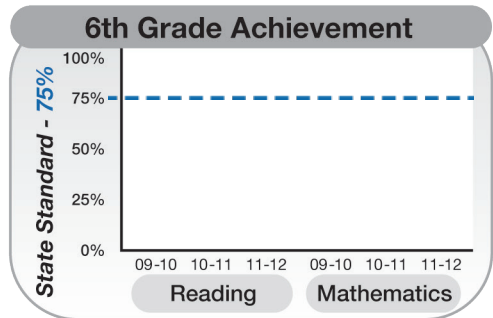 6th Grade Achievement
State Standard - 75%
100%
75%
50%
25%
0%
09-10 10-11 11-12 09-10 10-11 11-12
Reading Mathematics